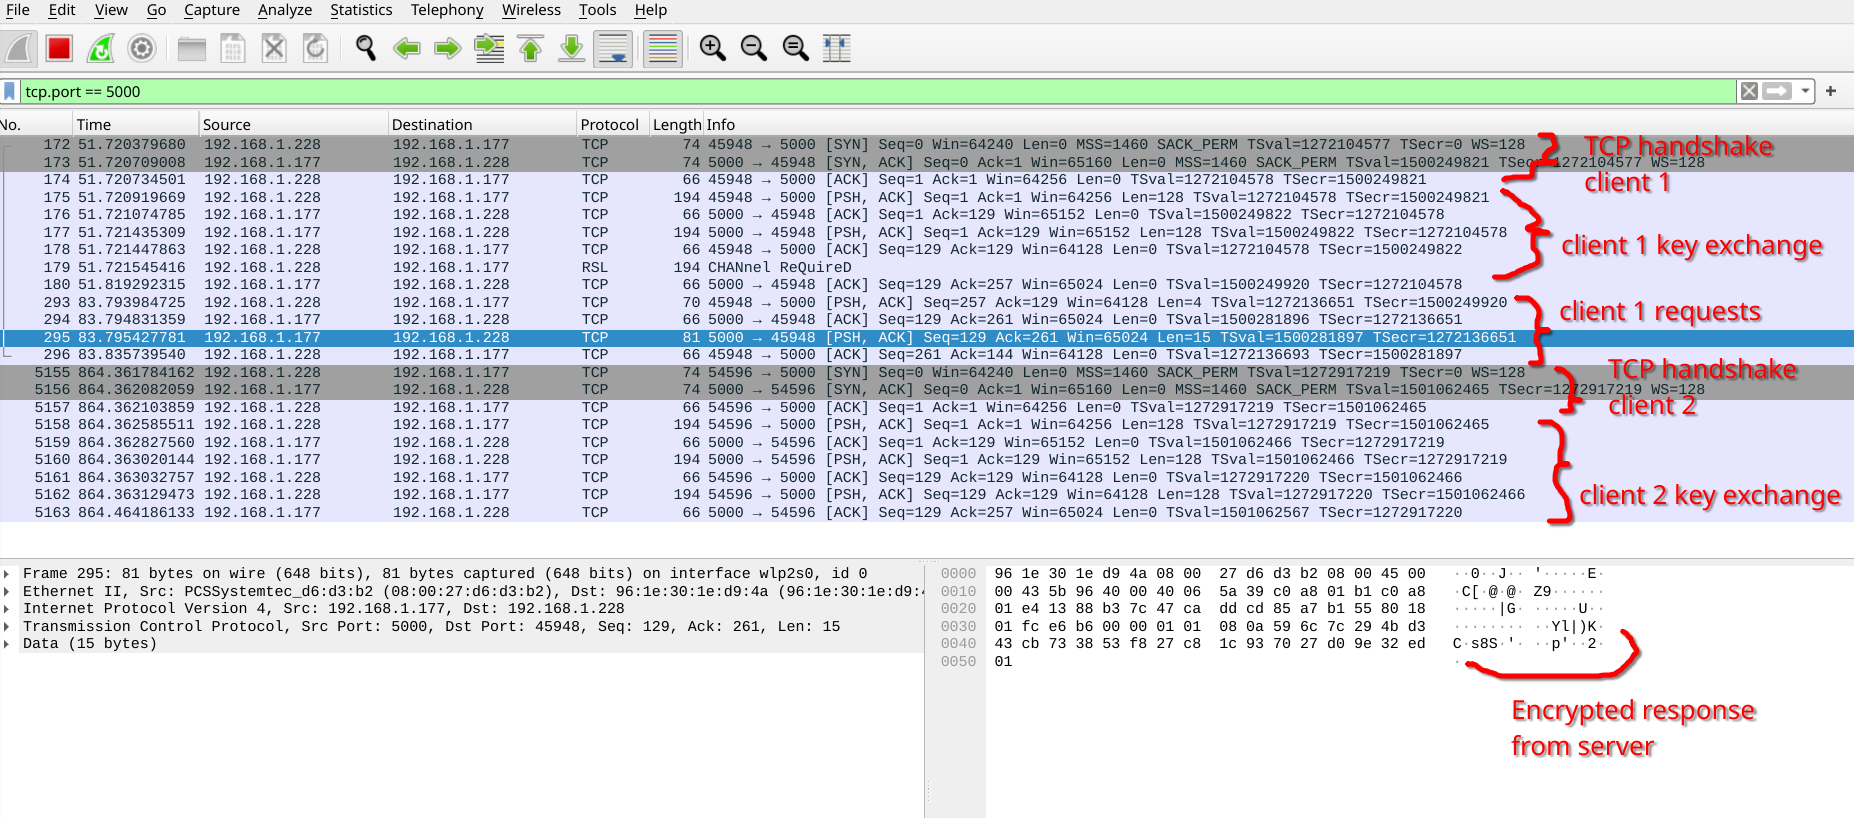 File Edit View Go Capture Analyze Statistics Telephony Wireless Tools Help
tcp.port == 5000
No. Time Source Destination Protocol Length Info
172 51.720379680 192.168.1.228 192.168.1.177 TCP 74 45948 → 5000 [SYN] Seq=0 Win=64240 Len=0 MSS=1460 SACK_PERM TSval=1272104577 TSecr=0 WS=128
173 51.720709008 192.168.1.177 192.168.1.228 TCP 74 5000 → 45948 [SYN, ACK] Seq=0 Ack=1 Win=65160 Len=0 MSS=1460 SACK_PERM TSval=1500249821 TSecr=1272104577 WS=128
174 51.720734501 192.168.1.228 192.168.1.177 TCP 66 45948 → 5000 [ACK] Seq=1 Ack=1 Win=64256 Len=0 TSval=1272104578 TSecr=1500249821
175 51.720919669 192.168.1.228 192.168.1.177 TCP 194 45948 → 5000 [PSH, ACK] Seq=1 Ack=1 Win=64256 Len=128 TSval=1272104578 TSecr=1500249821
176 51.721074785 192.168.1.177 192.168.1.228 TCP 66 5000 → 45948 [ACK] Seq=1 Ack=129 Win=65152 Len=0 TSval=1500249822 TSecr=1272104578
177 51.721435309 192.168.1.177 192.168.1.228 TCP 194 5000 → 45948 [PSH, ACK] Seq=1 Ack=129 Win=65152 Len=128 TSval=1500249822 TSecr=1272104578
178 51.721447863 192.168.1.228 192.168.1.177 TCP 66 45948 → 5000 [ACK] Seq=129 Ack=129 Win=64128 Len=0 TSval=1272104578 TSecr=1500249822
179 51.721545416 192.168.1.228 192.168.1.177 RSL 194 CHANnel ReQuireD
180 51.819292315 192.168.1.177 192.168.1.228 TCP 66 5000 → 45948 [ACK] Seq=129 Ack=257 Win=65024 Len=0 TSval=1500249920 TSecr=1272104578
293 83.793984725 192.168.1.228 192.168.1.177 TCP 70 45948 → 5000 [PSH, ACK] Seq=257 Ack=129 Win=64128 Len=4 TSval=1272136651 TSecr=1500249920
294 83.794831359 192.168.1.177 192.168.1.228 TCP 66 5000 → 45948 [ACK] Seq=129 Ack=261 Win=65024 Len=0 TSval=1500281896 TSecr=1272136651
295 83.795427781 192.168.1.177 192.168.1.228 TCP 81 5000 → 45948 [PSH, ACK] Seq=129 Ack=261 Win=65024 Len=15 TSval=1500281897 TSecr=1272136651
296 83.835739540 192.168.1.228 192.168.1.177 TCP 66 45948 → 5000 [ACK] Seq=261 Ack=144 Win=64128 Len=0 TSval=1272136693 TSecr=1500281897
5155 864.361784162 192.168.1.228 192.168.1.177 TCP 74 54596 → 5000 [SYN] Seq=0 Win=64240 Len=0 MSS=1460 SACK_PERM TSval=1272917219 TSecr=0 WS=128
5156 864.362082059 192.168.1.177 192.168.1.228 TCP 74 5000 → 54596 [SYN, ACK] Seq=0 Ack=1 Win=65160 Len=0 MSS=1460 SACK_PERM TSval=1501062465 TSecr=1272917219 WS=128
5157 864.362103859 192.168.1.228 192.168.1.177 TCP 66 54596 → 5000 [ACK] Seq=1 Ack=1 Win=64256 Len=0 TSval=1272917219 TSecr=1501062465
5158 864.362585511 192.168.1.228 192.168.1.177 TCP 194 54596 → 5000 [PSH, ACK] Seq=1 Ack=1 Win=64256 Len=128 TSval=1272917219 TSecr=1501062465
5159 864.362827560 192.168.1.177 192.168.1.228 TCP 66 5000 → 54596 [ACK] Seq=1 Ack=129 Win=65152 Len=0 TSval=1501062466 TSecr=1272917219
5160 864.363020144 192.168.1.177 192.168.1.228 TCP 194 5000 → 54596 [PSH, ACK] Seq=1 Ack=129 Win=65152 Len=128 TSval=1501062466 TSecr=1272917219
5161 864.363032757 192.168.1.228 192.168.1.177 TCP 66 54596 → 5000 [ACK] Seq=129 Ack=129 Win=64128 Len=0 TSval=1272917220 TSecr=1501062466
5162 864.363129473 192.168.1.228 192.168.1.177 TCP 194 54596 → 5000 [PSH, ACK] Seq=129 Ack=129 Win=64128 Len=128 TSval=1272917220 TSecr=1501062466
5163 864.464186133 192.168.1.177 192.168.1.228 TCP 66 5000 → 54596 [ACK] Seq=129 Ack=257 Win=65024 Len=0 TSval=1501062567 TSecr=1272917220
TCP handshake
client 1
client 1 key exchange
client 1 requests
TCP handshake
client 2
client 2 key exchange
Frame 295: 81 bytes on wire (648 bits), 81 bytes captured (648 bits) on interface wlp2s0, id 0
Ethernet II, Src: PCSSystemtec_d6:d3:b2 (08:00:27:d6:d3:b2), Dst: 96:1e:30:1e:d9:4a (96:1e:30:1e:d9:4
Internet Protocol Version 4, Src: 192.168.1.177, Dst: 192.168.1.228
Transmission Control Protocol, Src Port: 5000, Dst Port: 45948, Seq: 129, Ack: 261, Len: 15
Data (15 bytes)
0000 96 1e 30 1e d9 4a 08 00 27 d6 d3 b2 08 00 45 00 ··0··J·· '·····E·
0010 00 43 5b 96 40 00 40 06 5a 39 c0 a8 01 b1 c0 a8 ·C[·@·@· Z9······
0020 01 e4 13 88 b3 7c 47 ca dd cd 85 a7 b1 55 80 18 ·····|G· ·····U··
0030 01 fc e6 b6 00 00 01 01 08 0a 59 6c 7c 29 4b d3 ········ ··Yl|)K·
0040 43 cb 73 38 53 f8 27 c8 1c 93 70 27 d0 9e 32 ed C·s8S·'· ··p'··2·
0050 01 ·
Encrypted response
from server